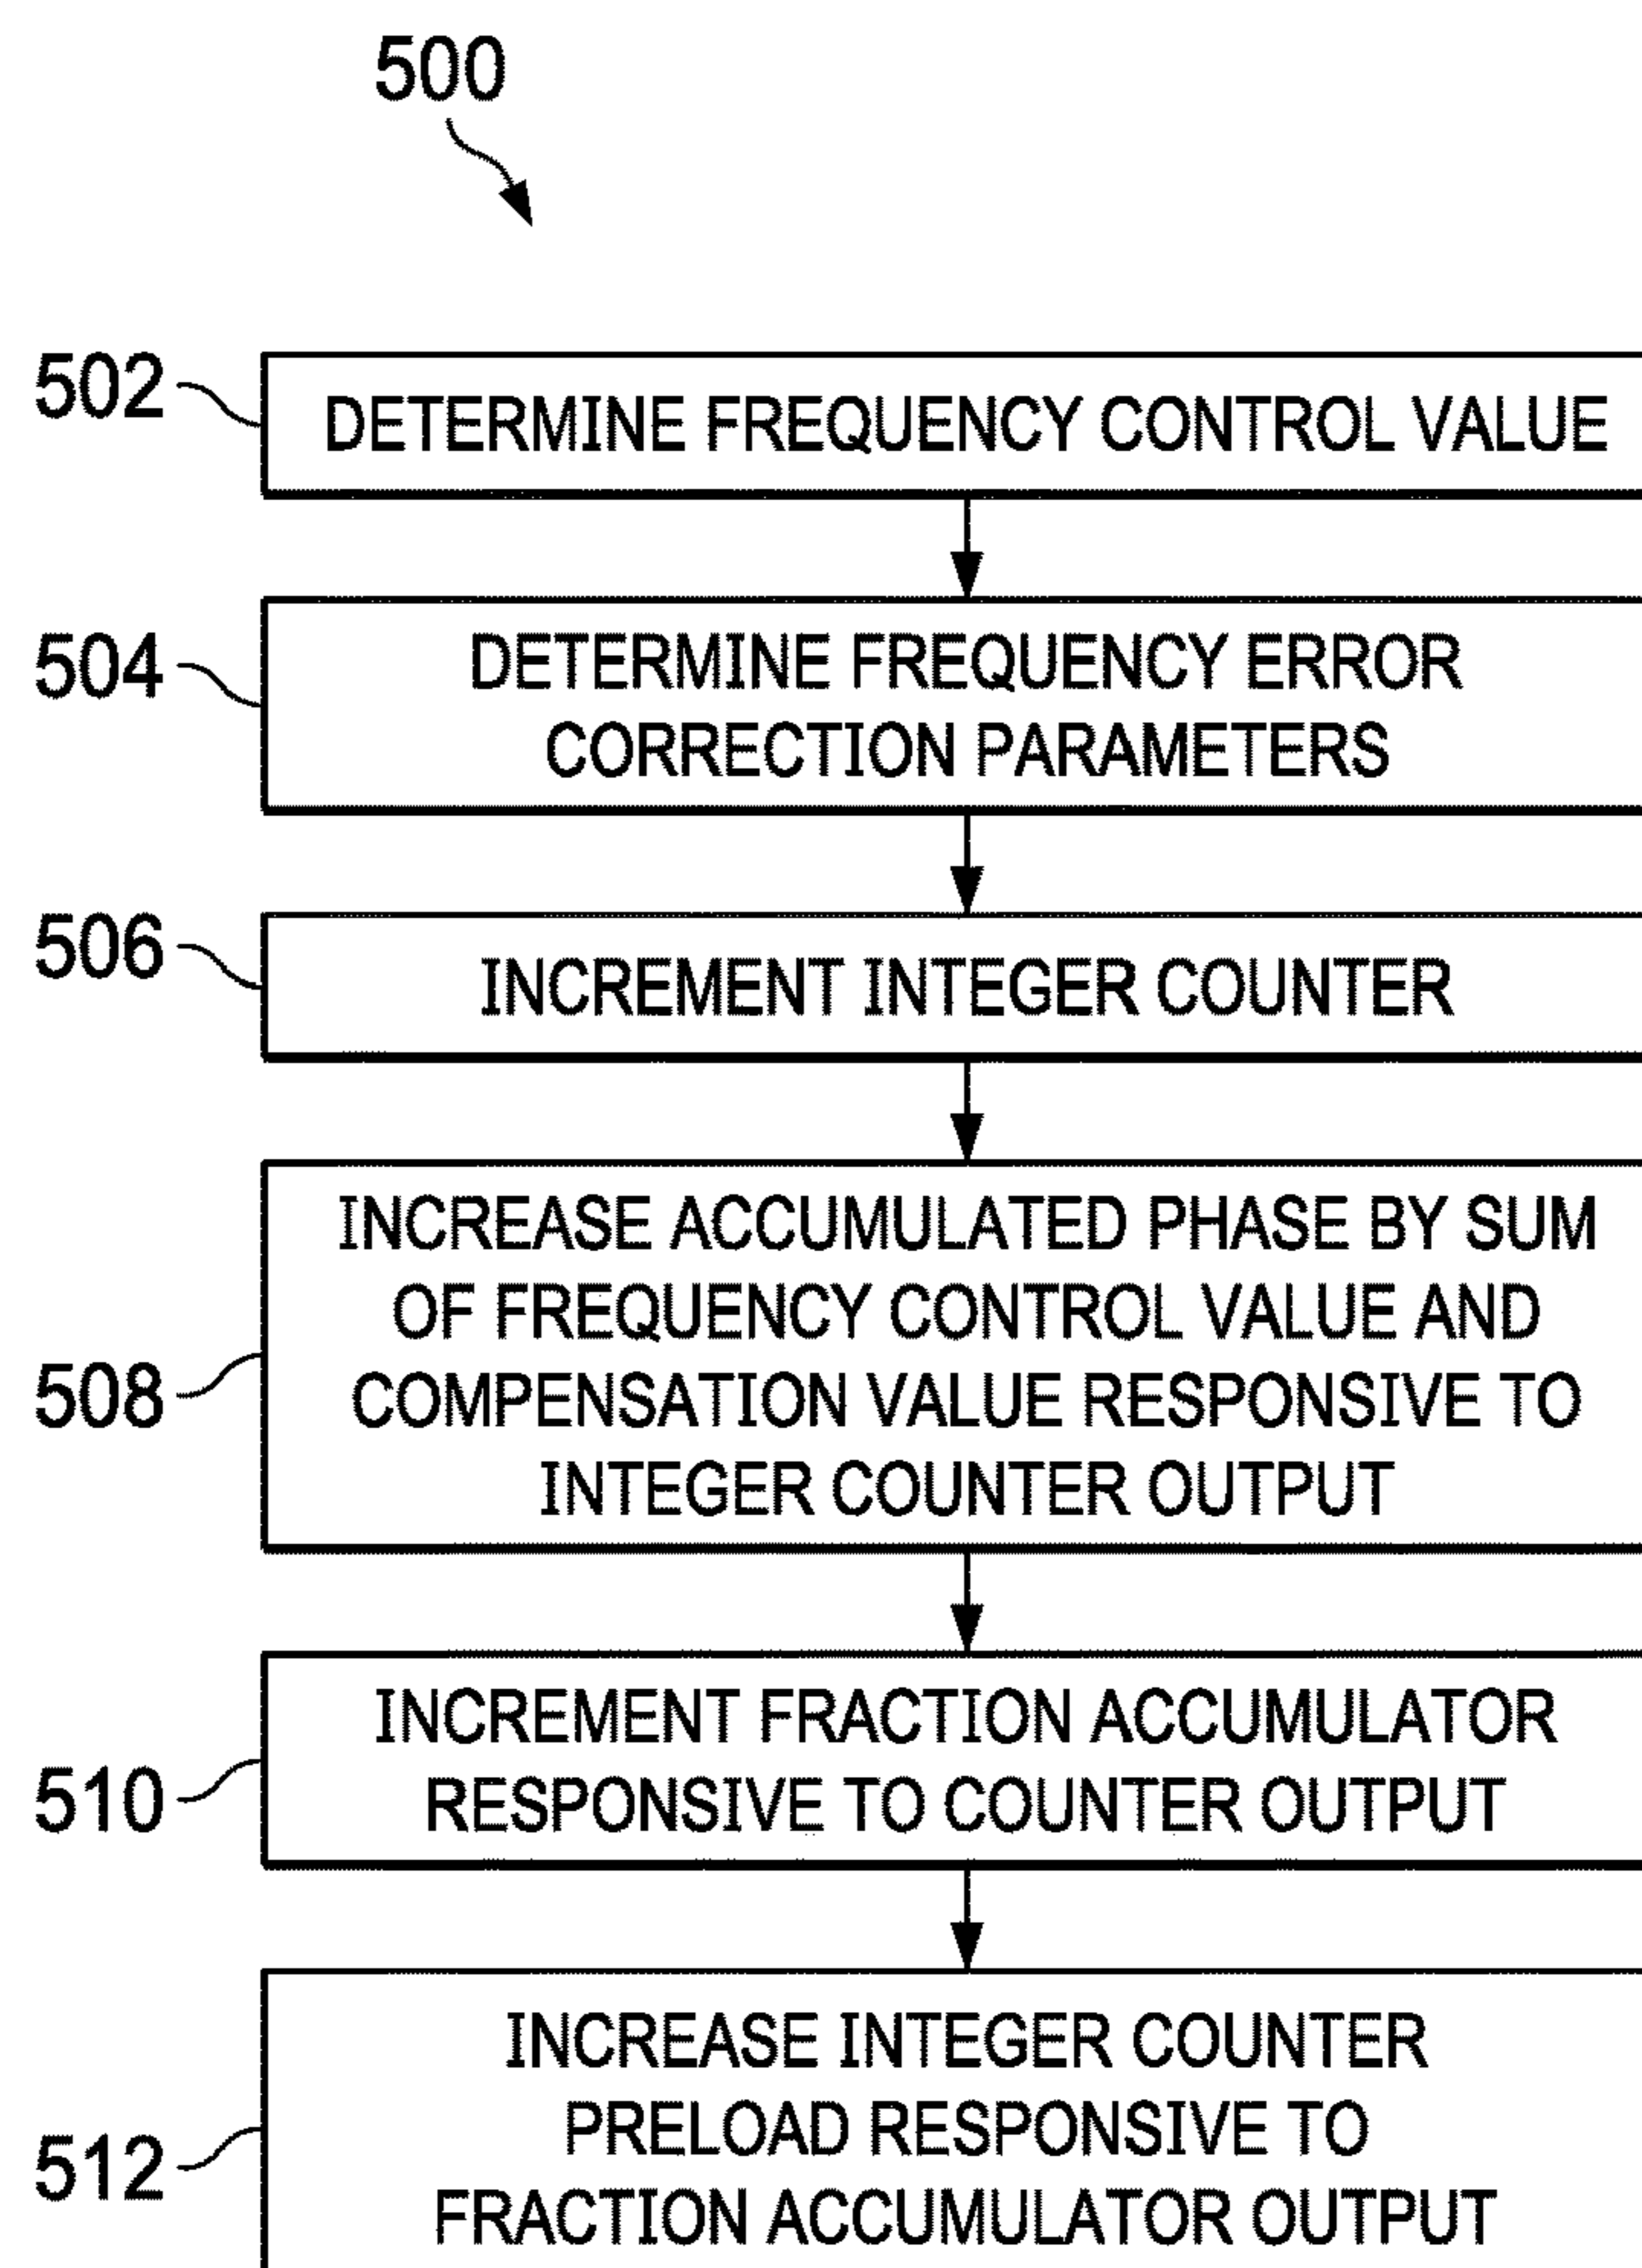 500
502
DETERMINE FREQUENCY CONTROL VALUE
504
DETERMINE FREQUENCY ERROR
CORRECTION PARAMETERS
506
INCREMENT INTEGER COUNTER
508
INCREASE ACCUMULATED PHASE BY SUM
OF FREQUENCY CONTROL VALUE AND
COMPENSATION VALUE RESPONSIVE TO
INTEGER COUNTER OUTPUT
510
INCREMENT FRACTION ACCUMULATOR
RESPONSIVE TO COUNTER OUTPUT
512
INCREASE INTEGER COUNTER
PRELOAD RESPONSIVE TO
FRACTION ACCUMULATOR OUTPUT